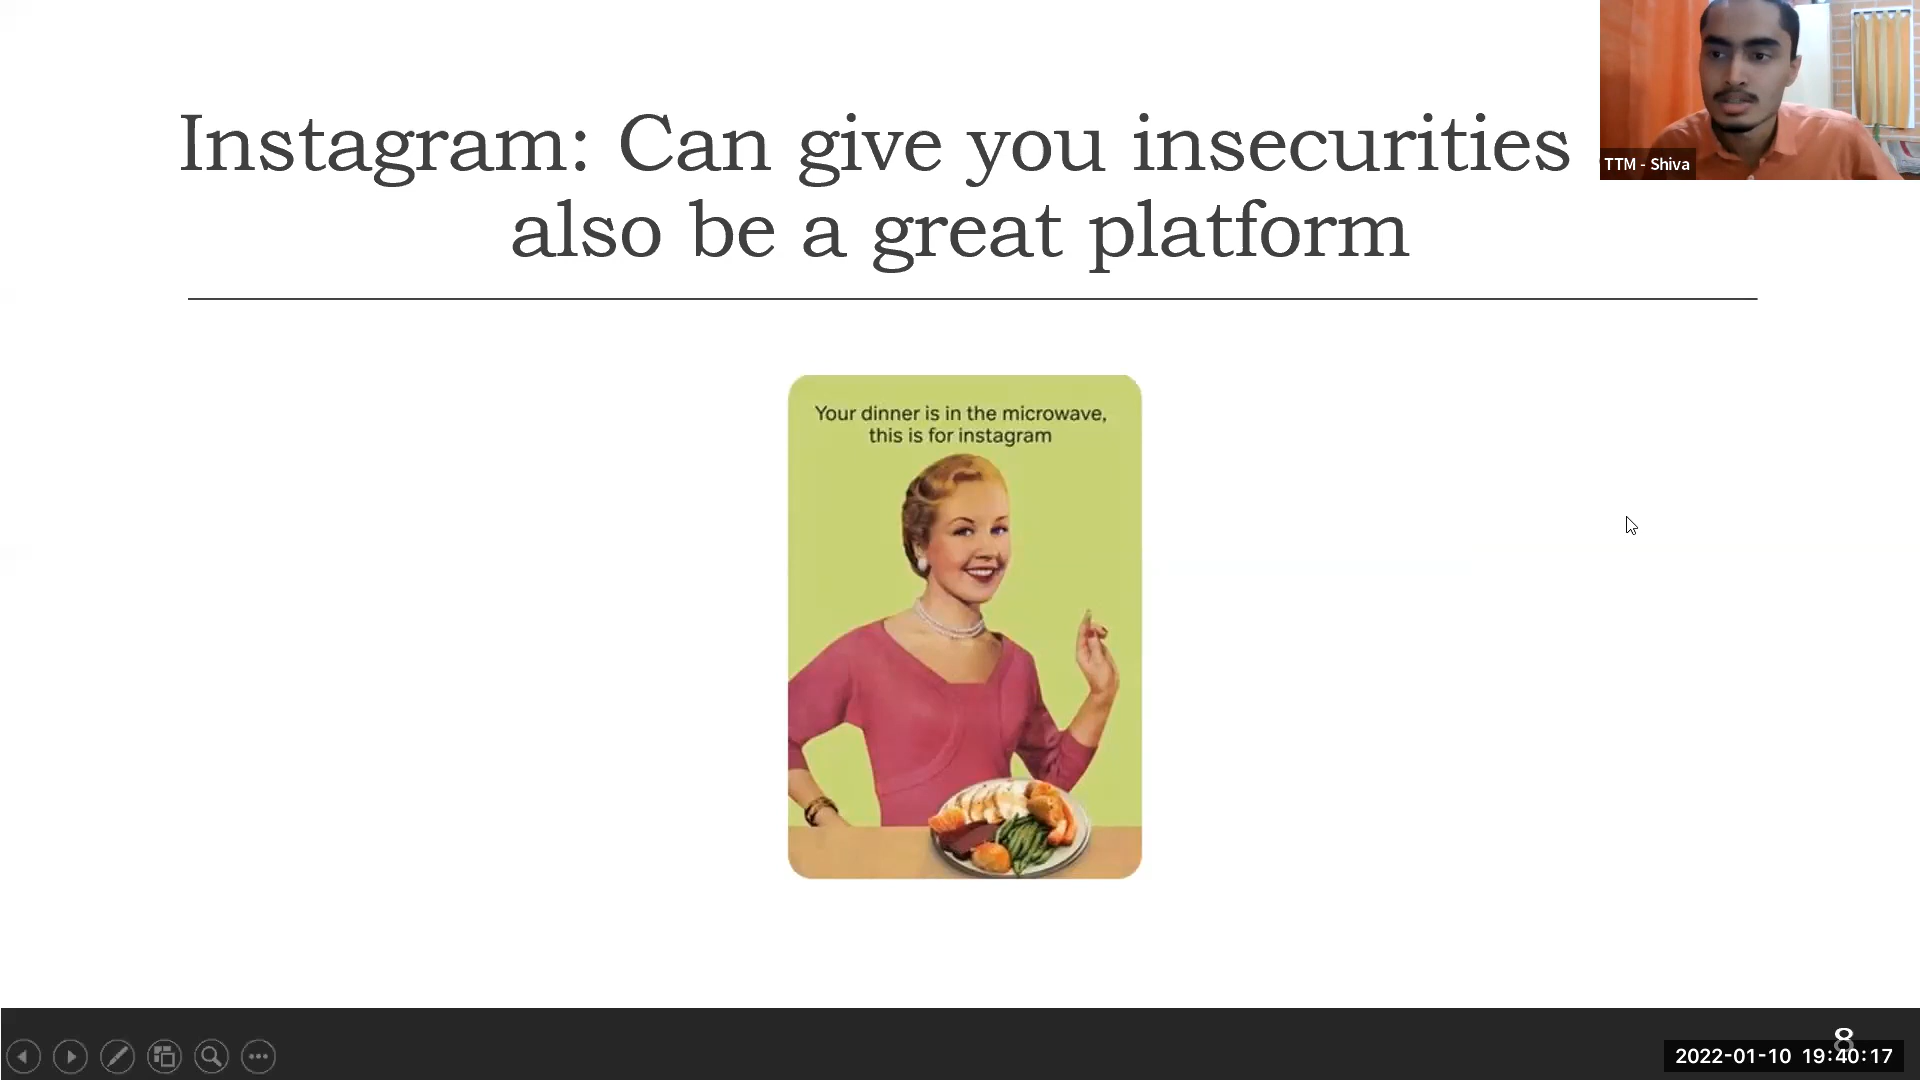 Instagram: Can give you insecurities
also be a great platform
TTM - Shiva
Your dinner is in the microwave,
this is for instagram
8
2022-01-10 19:40:17